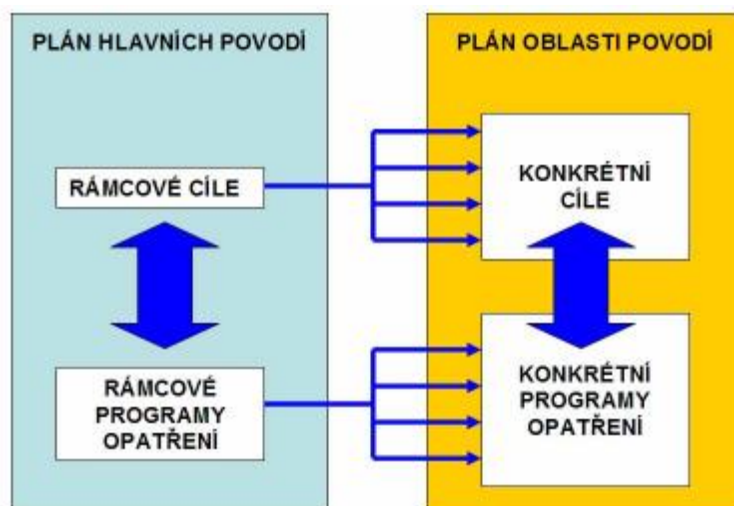 PLÁN HLAVNÍCH POVODÍ
RÁMCOVÉ CÍLE
RÁMCOVÉ
PROGRAMY
OPATŘENÍ
PLÁN OBLASTI POVODÍ
KONKRÉTNÍ
CÍLE
KONKRÉTNÍ
PROGRAMY
OPATŘENÍ